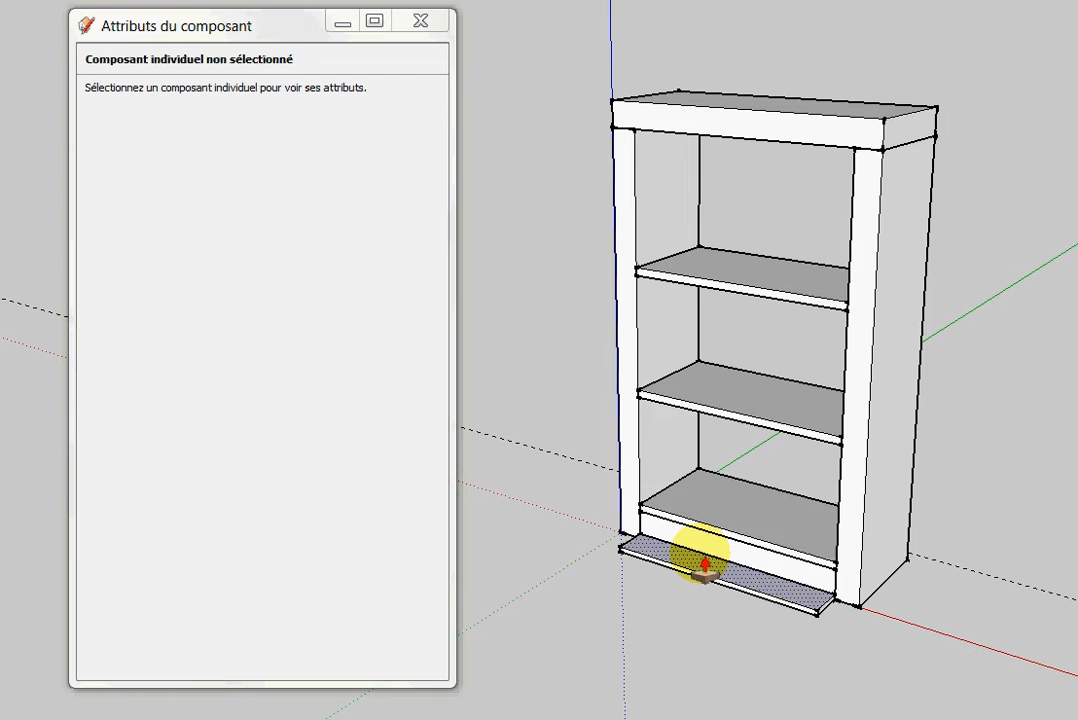 Attributs du composant
Composant individuel non sélectionné
Sélectionnez un composant individuel pour voir ses attributs.